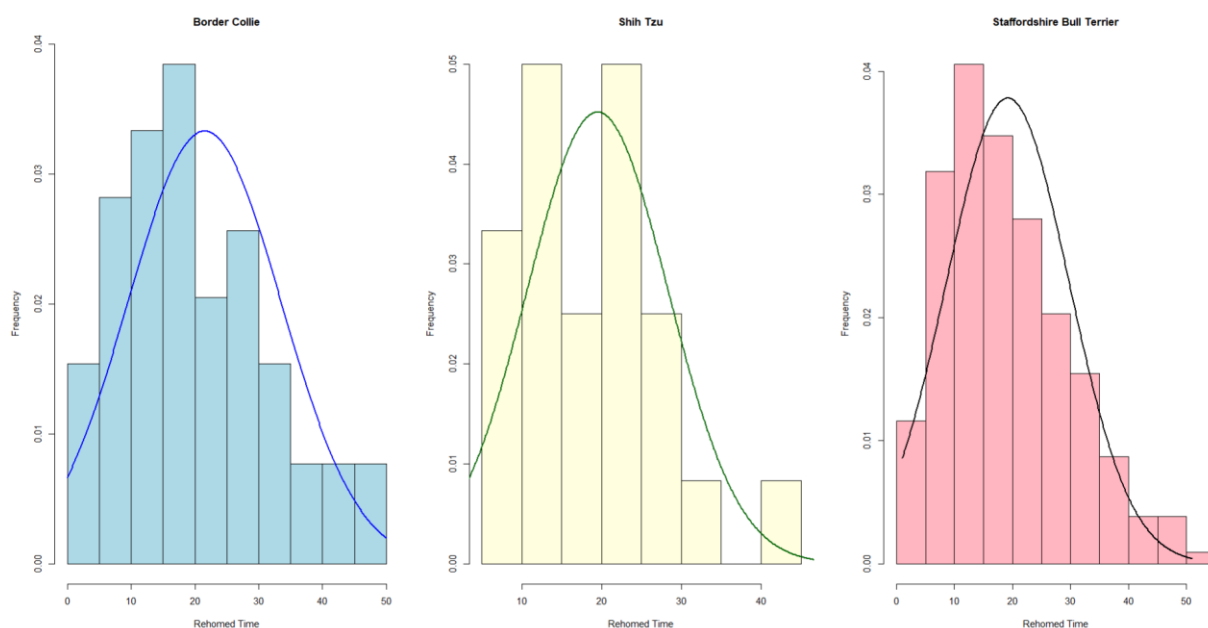 Border Collie
Frequency
0.00
0.01
0.02
0.03
0.04
0 10 20 30 40 50
Rehomed Time
Shih Tzu
Frequency
0.00
0.01
0.02
0.03
0.04
0.05
10 20 30 40
Rehomed Time
Staffordshire Bull Terrier
Frequency
0.00
0.01
0.02
0.03
0.04
0 10 20 30 40 50
Rehomed Time